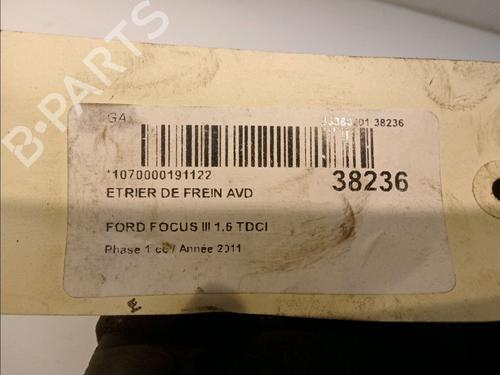 B-PARTS
GA
38236
*1070000191122
38236
ETRIER DE FREIN AVD
FORD FOCUS III 1.6 TDCI
Phase 1 / Année 2011